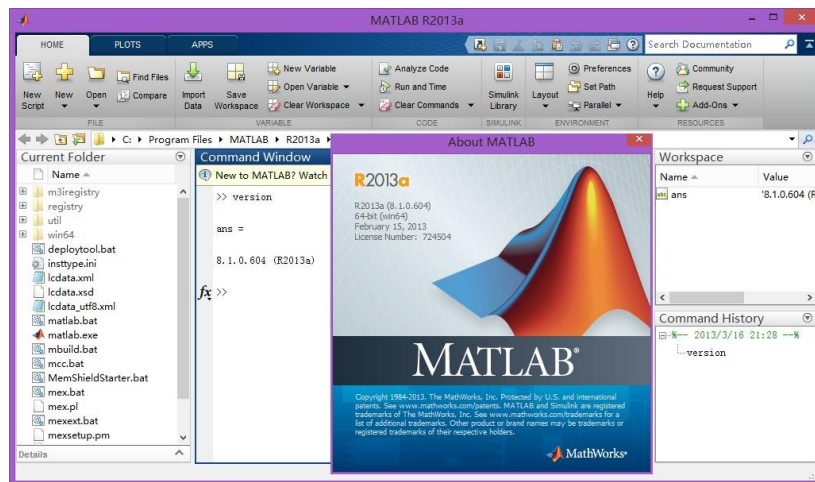 MATLAB R2013a
HOME PLOTS APPS
Search Documentation
New Script
New
Open
Find Files
Compare
FILE
Import Data
Save Workspace
New Variable
Open Variable
Clear Workspace
VARIABLE
Analyze Code
Run and Time
Clear Commands
CODE
Simulink Library
SIMULINK
Layout
Preferences
Set Path
Parallel
ENVIRONMENT
Help
Community
Request Support
Add-Ons
RESOURCES
C: Program Files MATLAB R2013a
Current Folder
Name
m3iregistry
registry
util
win64
deploytool.bat
insttype.ini
lcdata.xml
lcdata.xsd
lcdata_utf8.xml
matlab.bat
matlab.exe
mbuild.bat
mcc.bat
MemShieldStarter.bat
mex.bat
mex.pl
mexext.bat
mexsetup.pm
Details
Command Window
New to MATLAB? Watch
>> version
ans =
8.1.0.604 (R2013a)
fx >>
About MATLAB
R2013a
R2013a (8.1.0.604)
64-bit (win64)
February 15, 2013
License Number: 724504
MATLAB®
Copyright 1984-2013. The MathWorks, Inc. Protected by U.S. and international
patents. See www.mathworks.com/patents. MATLAB and Simulink are registered
trademarks of The MathWorks, Inc. See www.mathworks.com/trademarks for a
list of additional trademarks. Other product or brand names may be trademarks or
registered trademarks of their respective holders.
MathWorks®
Workspace
Name Value
abc ans '8.1.0.604 (R
Command History
%-- 2013/3/16 21:28 --%
version